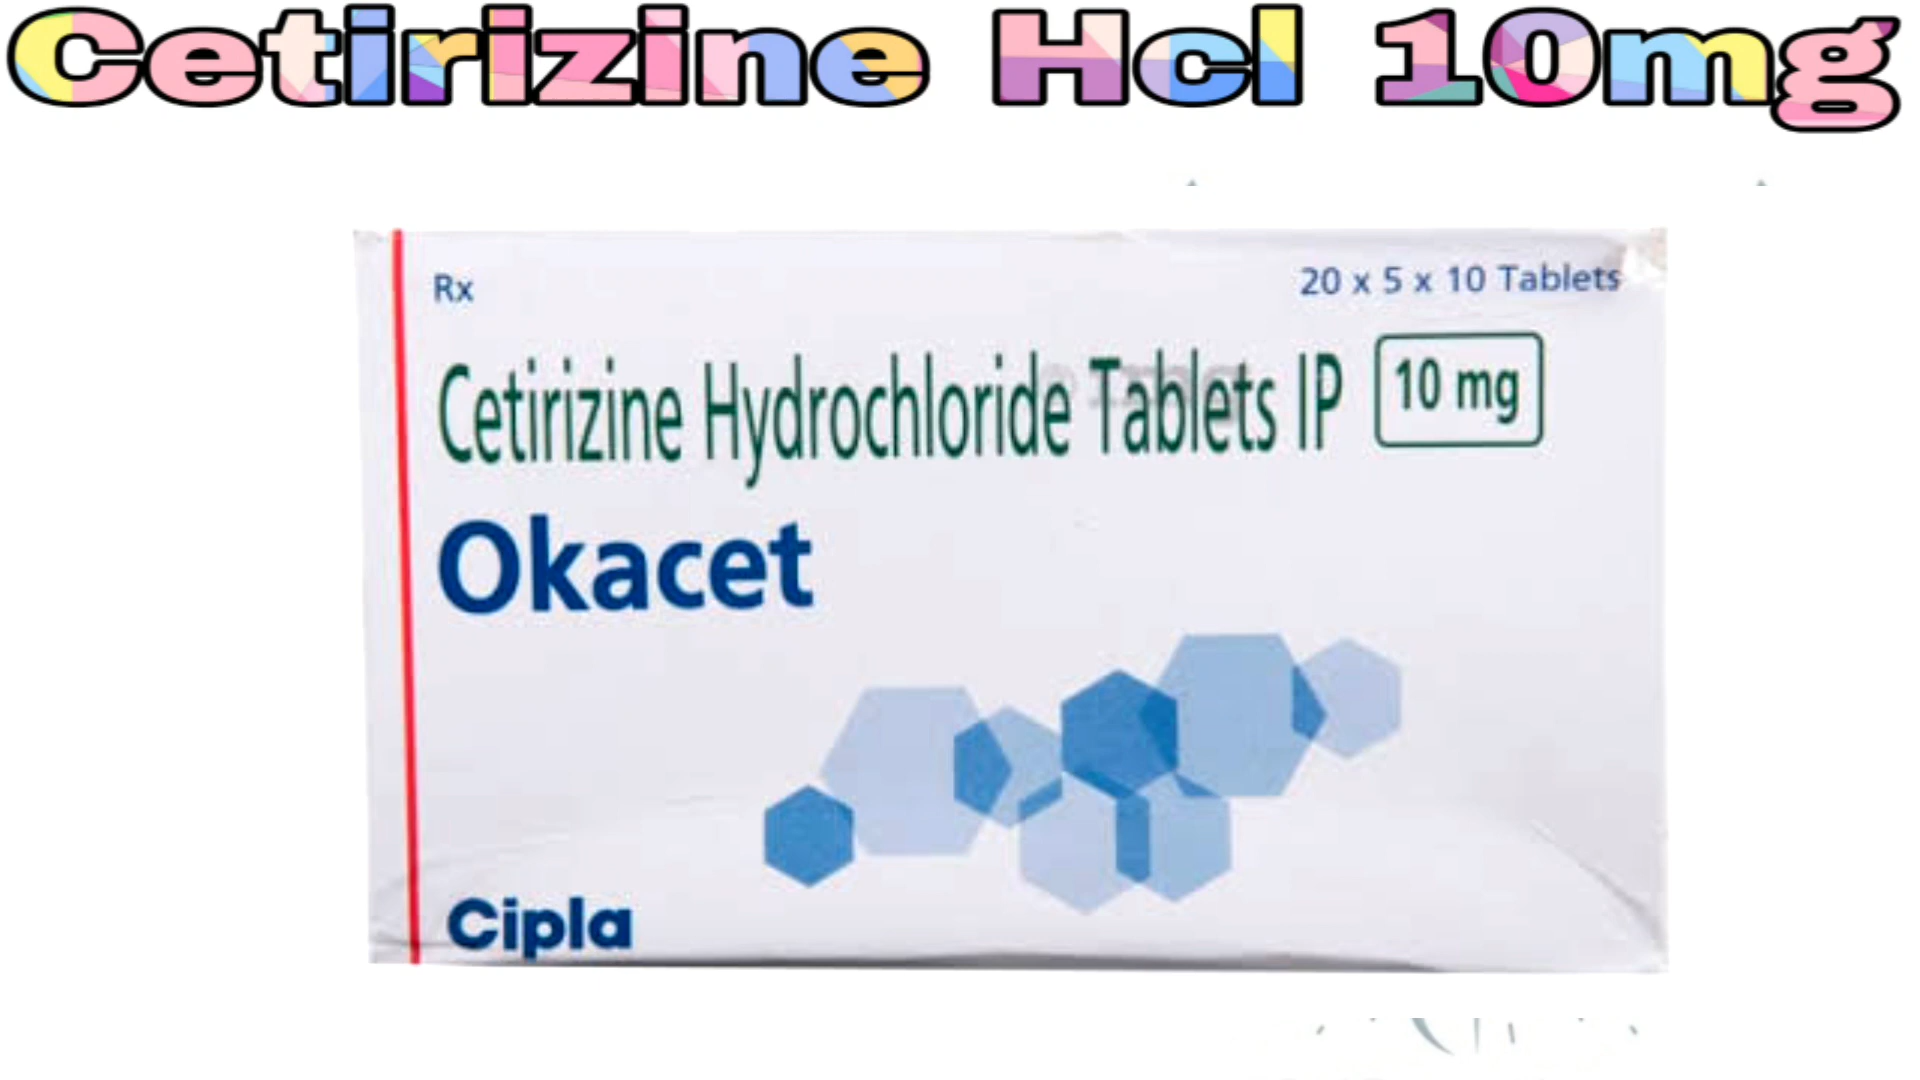 Cetirizine Hcl 10mg
Rx
20 x 5 x 10 Tablets
Cetirizine Hydrochloride Tablets IP 10 mg
Okacet
Cipla